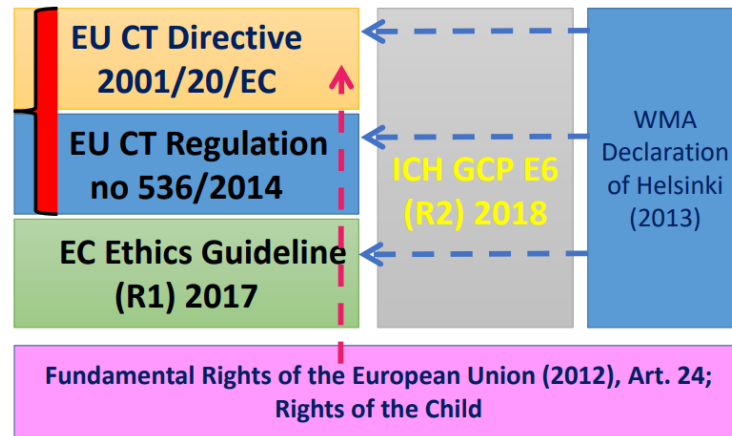 EU CT Directive
2001/20/EC
EU CT Regulation
no 536/2014
EC Ethics Guideline
(R1) 2017
ICH GCP E6
(R2) 2018
WMA
Declaration
of Helsinki
(2013)
Fundamental Rights of the European Union (2012), Art. 24;
Rights of the Child